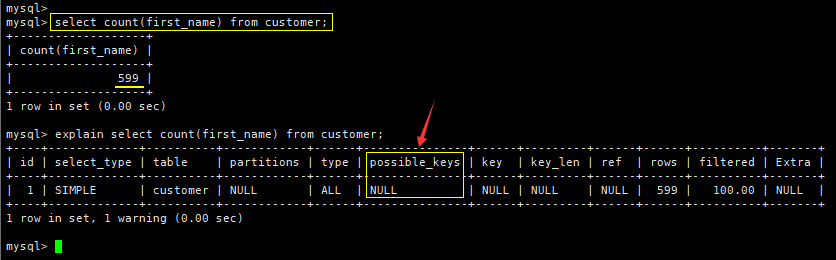 mysql>
mysql> select count(first_name) from customer;
+-------------------+
| count(first_name) |
+-------------------+
|               599 |
+-------------------+
1 row in set (0.00 sec)
mysql> explain select count(first_name) from customer;
+----+-------------+----------+------------+------+---------------+------+---------+------+------+----------+-------+
| id | select_type | table    | partitions | type | possible_keys | key  | key_len | ref  | rows | filtered | Extra |
+----+-------------+----------+------------+------+---------------+------+---------+------+------+----------+-------+
|  1 | SIMPLE      | customer | NULL       | ALL  | NULL          | NULL | NULL    | NULL |  599 |   100.00 | NULL  |
+----+-------------+----------+------------+------+---------------+------+---------+------+------+----------+-------+
1 row in set, 1 warning (0.00 sec)
mysql>